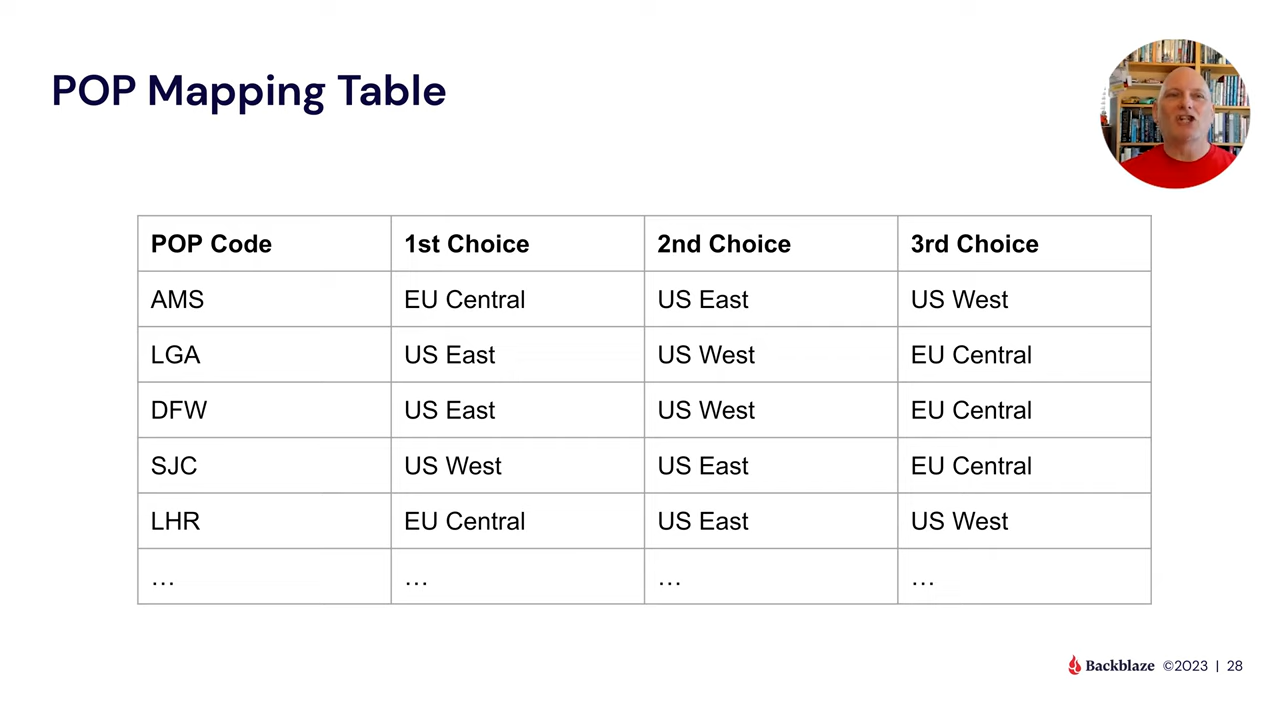 POP Mapping Table
POP Code 1st Choice 2nd Choice 3rd Choice
AMS EU Central US East US West
LGA US East US West EU Central
DFW US East US West EU Central
SJC US West US East EU Central
LHR EU Central US East US West
… … … …
Backblaze ©2023 | 28